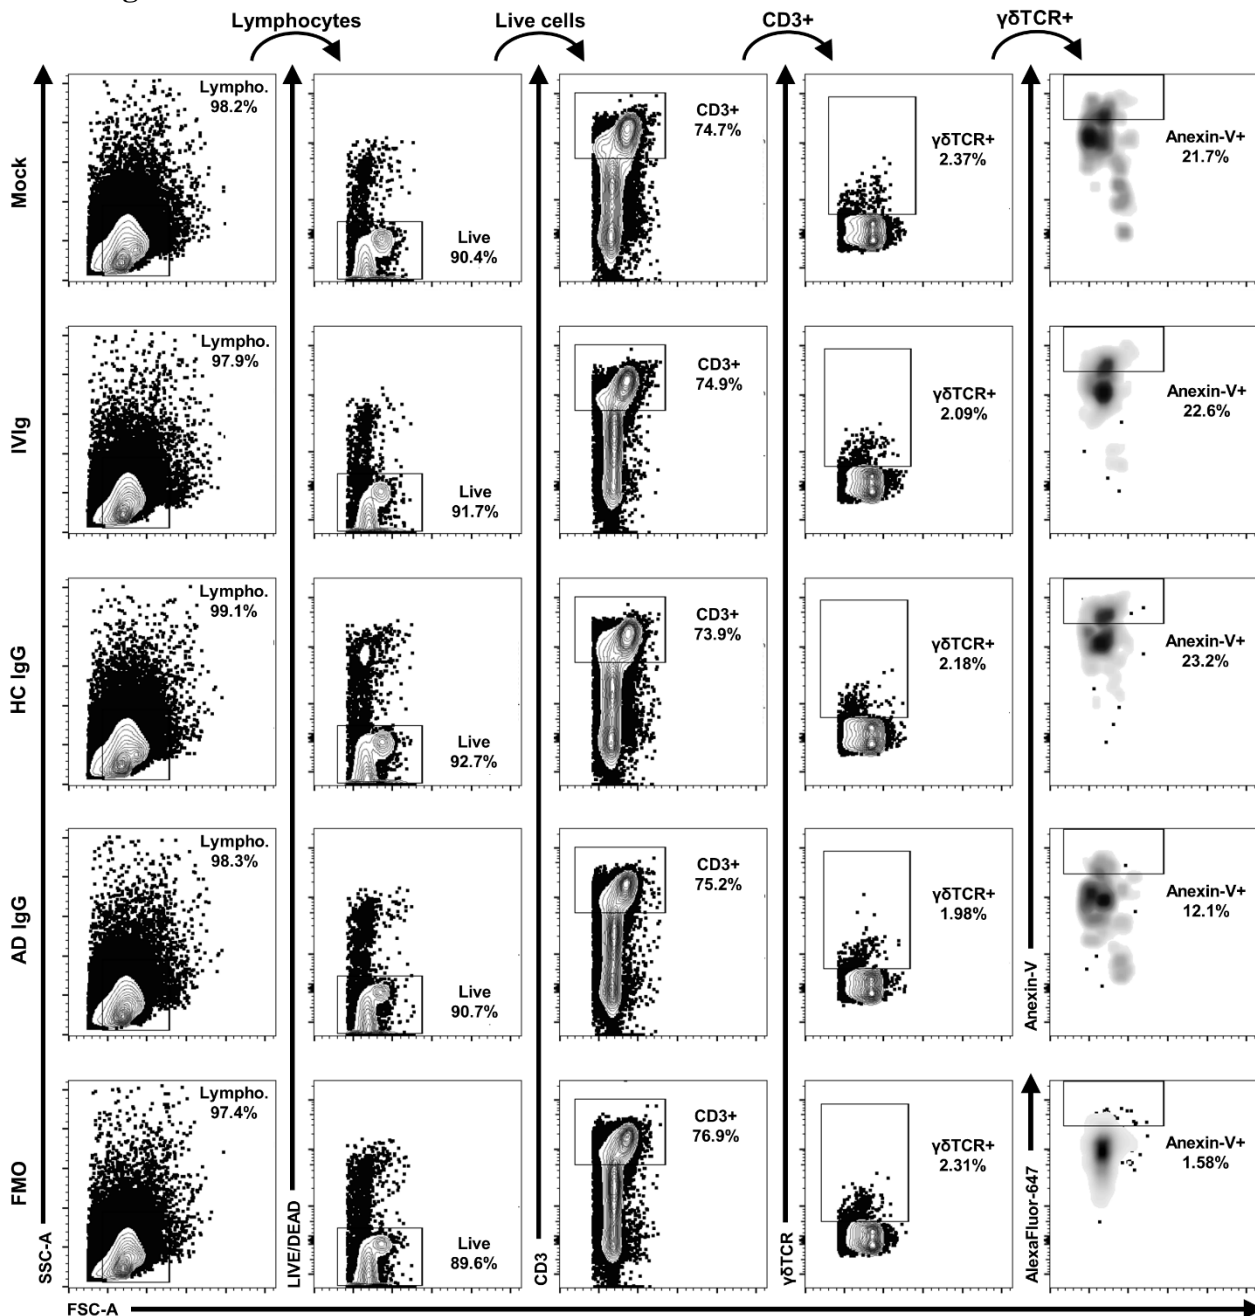 Lymphocytes
Live cells
CD3+
γδTCR+
Mock
Lympho.
98.2%
Live
90.4%
CD3+
74.7%
γδTCR+
2.37%
Anexin-V+
21.7%
IVIg
Lympho.
97.9%
Live
91.7%
CD3+
74.9%
γδTCR+
2.09%
Anexin-V+
22.6%
HC IgG
Lympho.
99.1%
Live
92.7%
CD3+
73.9%
γδTCR+
2.18%
Anexin-V+
23.2%
AD IgG
Lympho.
98.3%
Live
90.7%
CD3+
75.2%
γδTCR+
1.98%
Anexin-V+
12.1%
Anexin-V
FMO
Lympho.
97.4%
Live
89.6%
CD3+
76.9%
γδTCR+
2.31%
Anexin-V+
1.58%
SSC-A
LIVE/DEAD
CD3
γδTCR
AlexaFluor-647
FSC-A